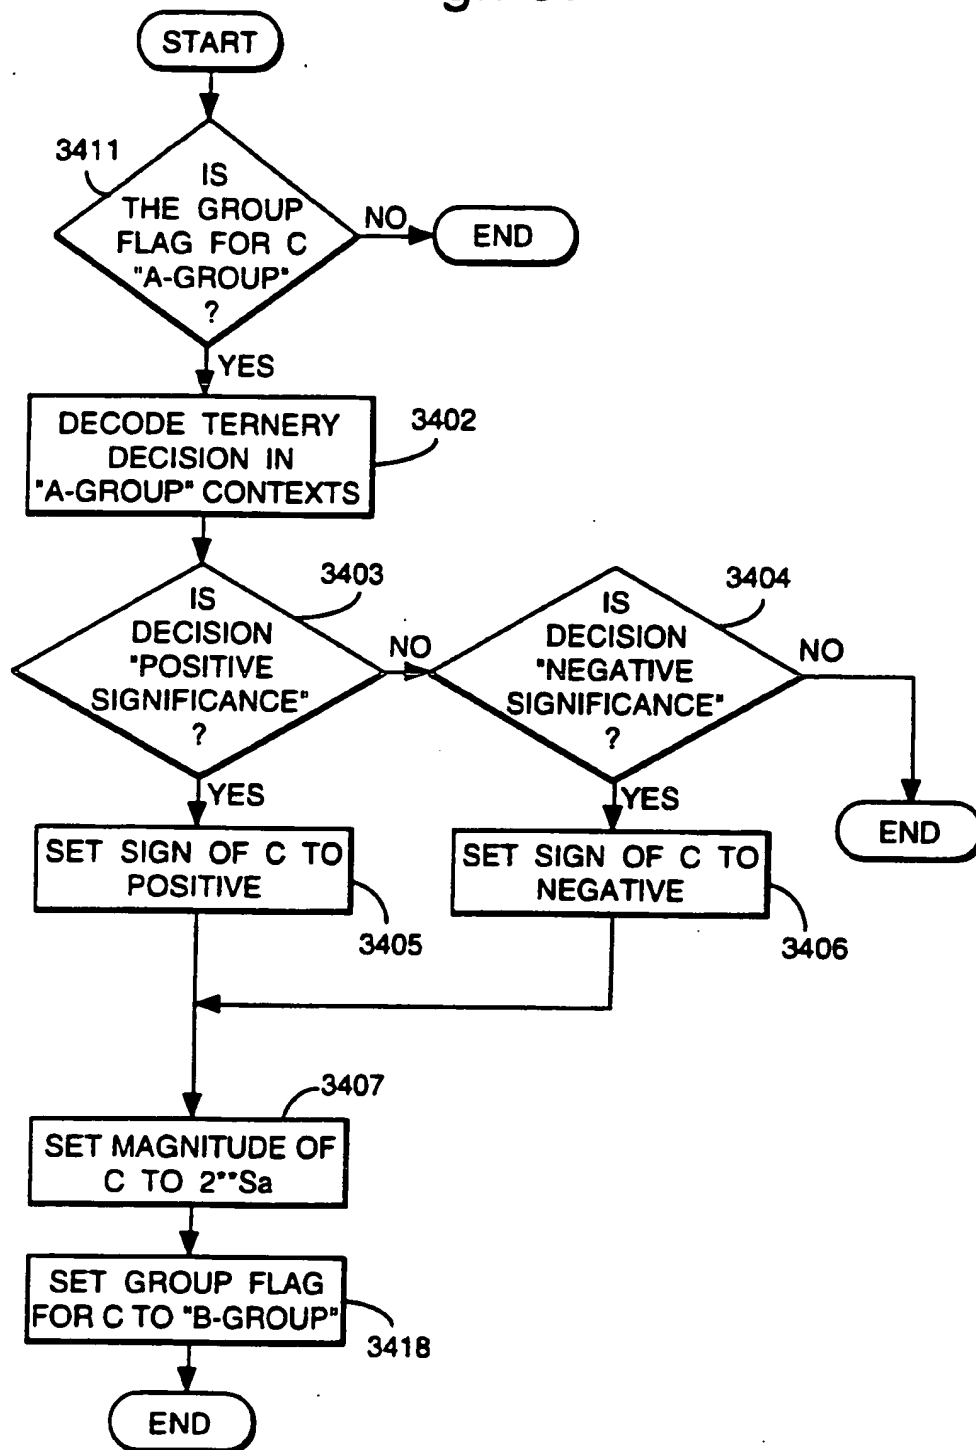 START
3411
IS
THE GROUP
FLAG FOR C
"A-GROUP"
?
NO
END
YES
DECODE TERNERY
DECISION IN
"A-GROUP" CONTEXTS
3402
3403
IS
DECISION
"POSITIVE
SIGNIFICANCE"
?
NO
3404
IS
DECISION
"NEGATIVE
SIGNIFICANCE"
?
NO
END
YES
YES
SET SIGN OF C TO
POSITIVE
3405
SET SIGN OF C TO
NEGATIVE
3406
3407
SET MAGNITUDE OF
C TO 2**Sa
SET GROUP FLAG
FOR C TO "B-GROUP"
3418
END